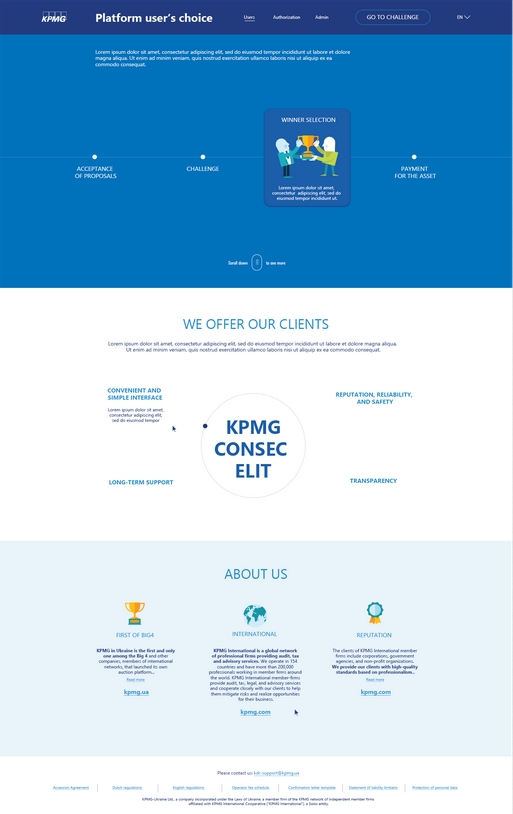 KPMG
Platform user's choice
Users
Authorization
Admin
GO TO CHALLENGE
EN
Lorem ipsum dolor sit amet, consectetur adipiscing elit, sed do eiusmod tempor incididunt ut labore et dolore
magna aliqua. Ut enim ad minim veniam, quis nostrud exercitation ullamco laboris nisi ut aliquip ex ea
commodo consequat.
WINNER SELECTION
Lorem ipsum dolor sit amet,
consectetur adipiscing elit, sed do
eiusmod tempor incididunt ut.
ACCEPTANCE
OF PROPOSALS
CHALLENGE
PAYMENT
FOR THE ASSET
Scroll down
to see more
WE OFFER OUR CLIENTS
Lorem ipsum dolor sit amet, consectetur adipiscing elit, sed do eiusmod tempor incididunt ut labore et dolore magna aliqua.
Ut enim ad minim veniam, quis nostrud exercitation ullamco laboris nisi ut aliquip ex ea commodo consequat.
CONVENIENT AND
SIMPLE INTERFACE
Lorem ipsum dolor sit amet,
consectetur adipiscing elit,
sed do eiusmod tempor
REPUTATION, RELIABILITY,
AND SAFETY
KPMG
CONSEC
ELIT
LONG-TERM SUPPORT
TRANSPARENCY
ABOUT US
FIRST OF BIG4
KPMG in Ukraine is the first and only
one among the Big 4 and other
companies, members of international
networks, that launched its own
auction platform...
Read more
kpmg.ua
INTERNATIONAL
KPMG International is a global network
of professional firms providing audit, tax
and advisory services. We operate in 154
countries and have more than 200,000
professionals working in member firms around
the world. KPMG International member-firms
provide audit, tax, legal, and advisory services
and cooperate closely with our clients to help
them mitigate risks and realize opportunities
for their business.
kpmg.com
REPUTATION
The clients of KPMG International member
firms include corporations, government
agencies, and non-profit organizations.
We provide our clients with high-quality
standards based on professionalism...
Read more
kpmg.com
Please contact us: kdr-support@kpmg.ua
Accession Agreement
Dutch regulations
English regulations
Operator fee schedule
Confirmation letter template
Statement of liability limitatio
Protection of personal data
KPMG-Ukraine Ltd., a company incorporated under the Laws of Ukraine, a member firm of the KPMG network of independent member firms
affiliated with KPMG International Cooperative ("KPMG International"), a Swiss entity.